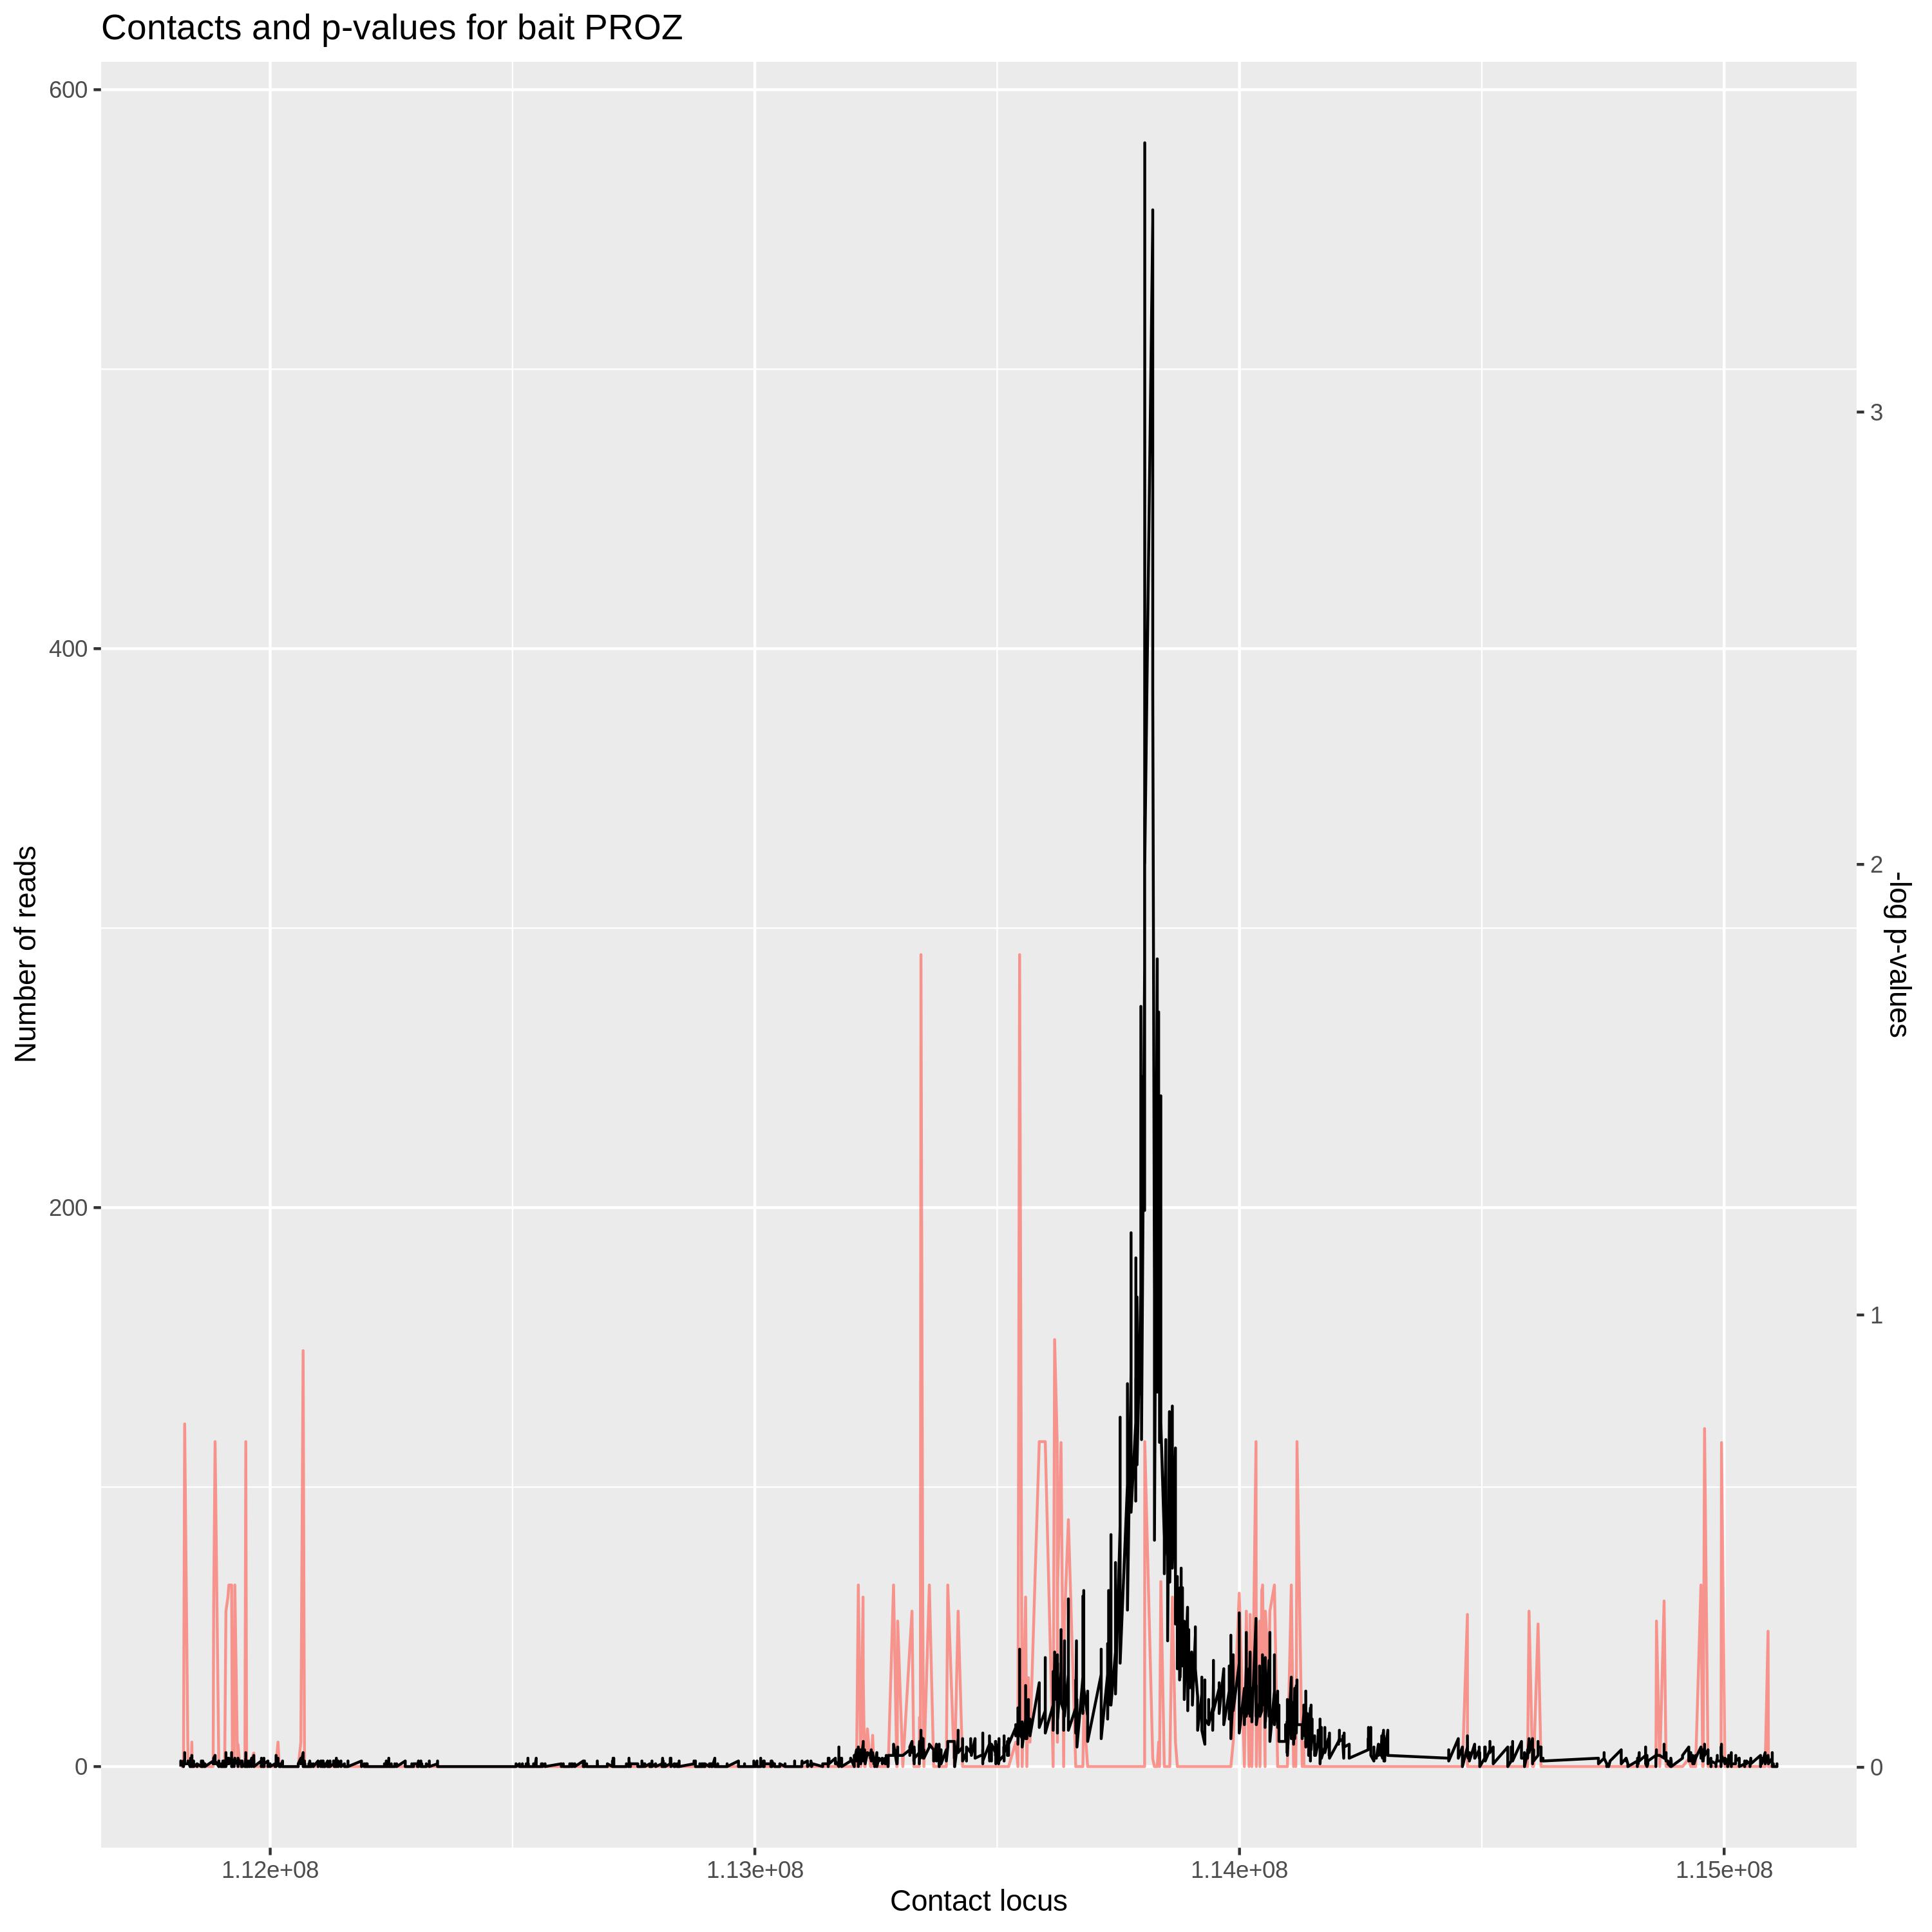 Contacts and p-values for bait PROZ
600
400
200
0
Number of reads
3
2
1
0
-log p-values
1.12e+08
1.13e+08
1.14e+08
1.15e+08
Contact locus